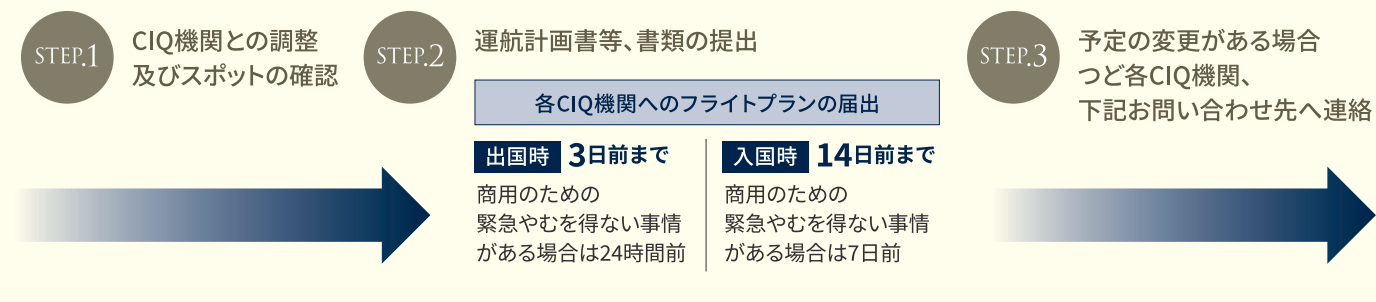 STEP.1
CIQ機関との調整
及びスポットの確認
STEP.2
運航計画書等、書類の提出
各CIQ機関へのフライトプランの届出
出国時 3日前まで
商用のための
緊急やむを得ない事情
がある場合は24時間前
入国時 14日前まで
商用のための
緊急やむを得ない事情
がある場合は7日前
STEP.3
予定の変更がある場合
つど各CIQ機関、
下記お問い合わせ先へ連絡